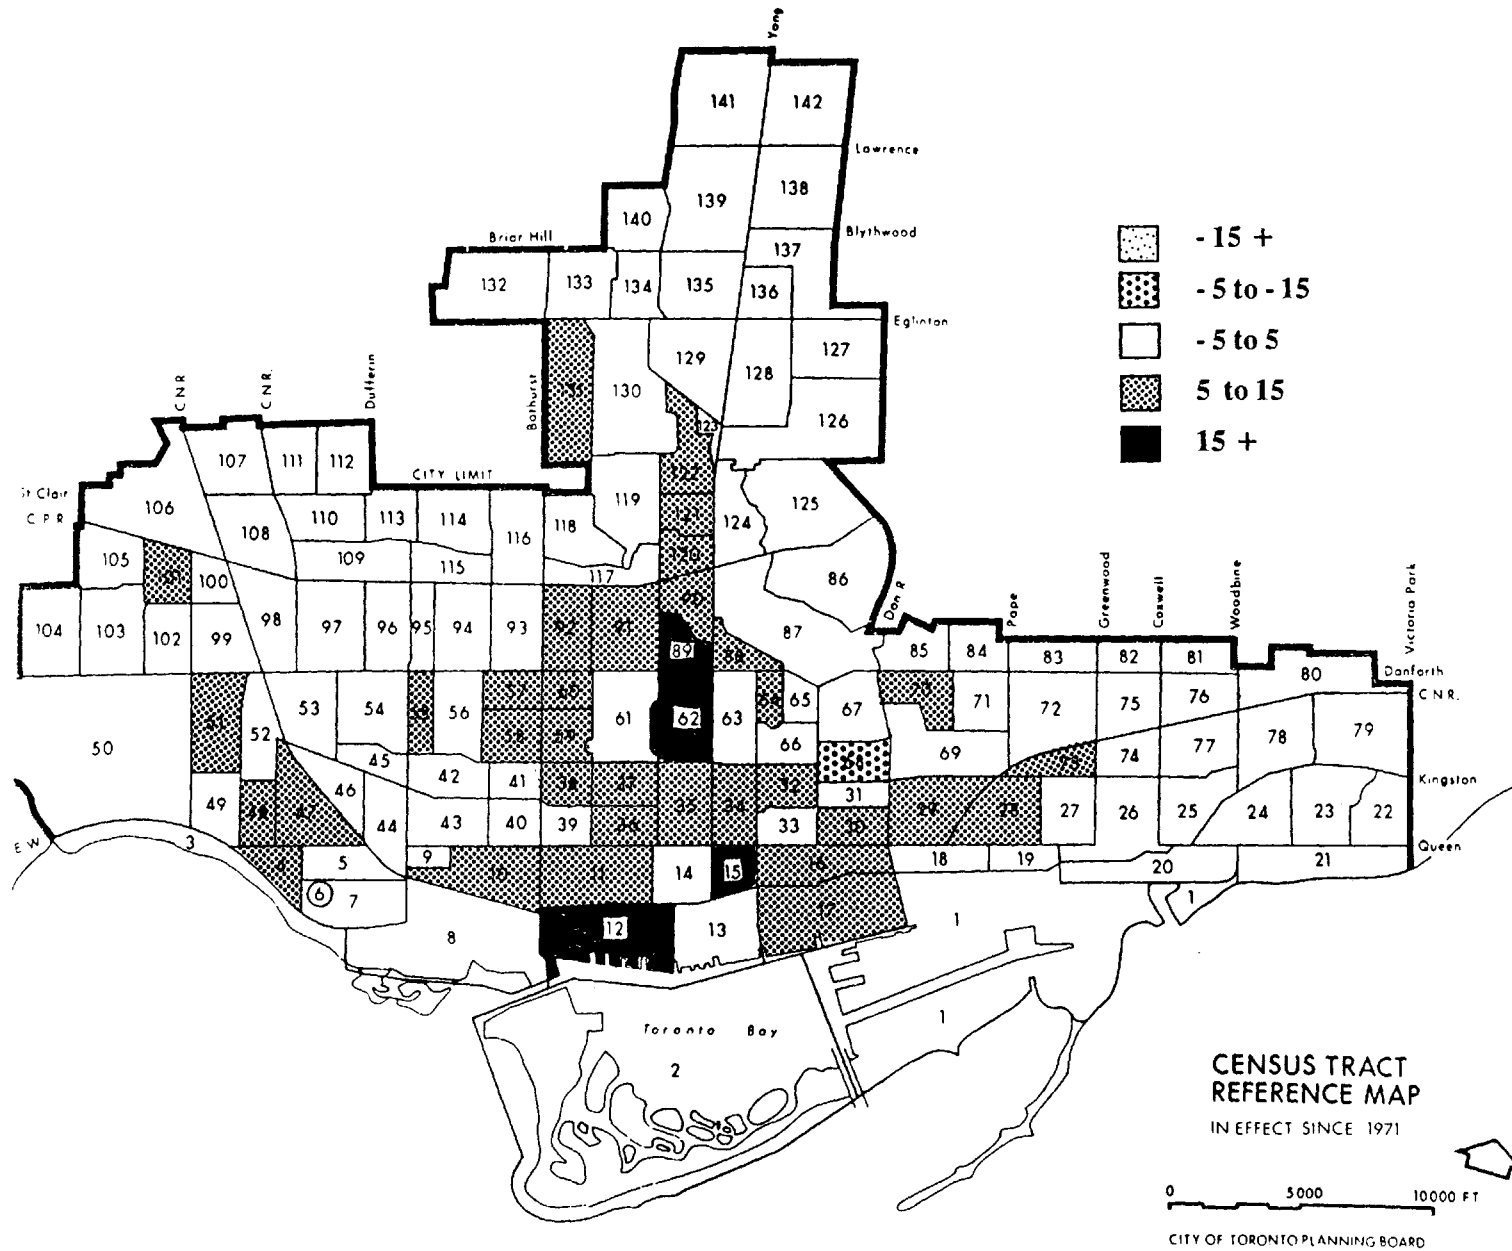 Yong
141 142
Lawrence
139 138
140
Blythwood
Briar Hill
137
132 133 134 135 136
Eglinton
129 128 127
130
126
123
Bathurst
C.N.R.
C.N.R.
Dufferin
107 111 112
CITY LIMIT
St Clair
C.P.R.
106
108 110 113 114 116 118 119
124 125
105 109 115 117
100
86
104 103 102 99 98 97 96 95 94 93
89 87
Don R
Pape
Greenwood
Coxwell
Woodbine
Victoria Park
85 84 83 82 81 80
Danforth
C.N.R.
50 52 53 54 56 61 62 63 65 67 71 72 75 76 78 79
45 66 69 74 77
42 41 31
Kingston
49 46 44 43 40 39 33 27 26 25 24 23 22
E W
3 5 9 14 15 18 19 20 21
Queen
6 7
8 12 13 17 1 1
Toronto Bay
2
1
- 15 +
- 5 to - 15
- 5 to 5
5 to 15
15 +
CENSUS TRACT
REFERENCE MAP
IN EFFECT SINCE 1971
0 5000 10000 FT
CITY OF TORONTO PLANNING BOARD